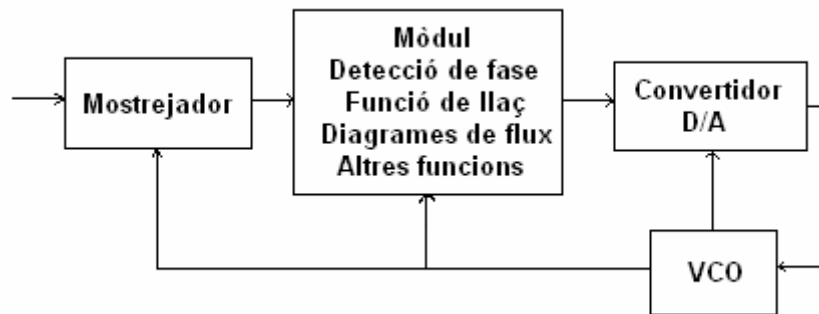 Mostrejador
Mòdul
Detecció de fase
Funció de llaç
Diagrames de flux
Altres funcions
Convertidor
D/A
VCO